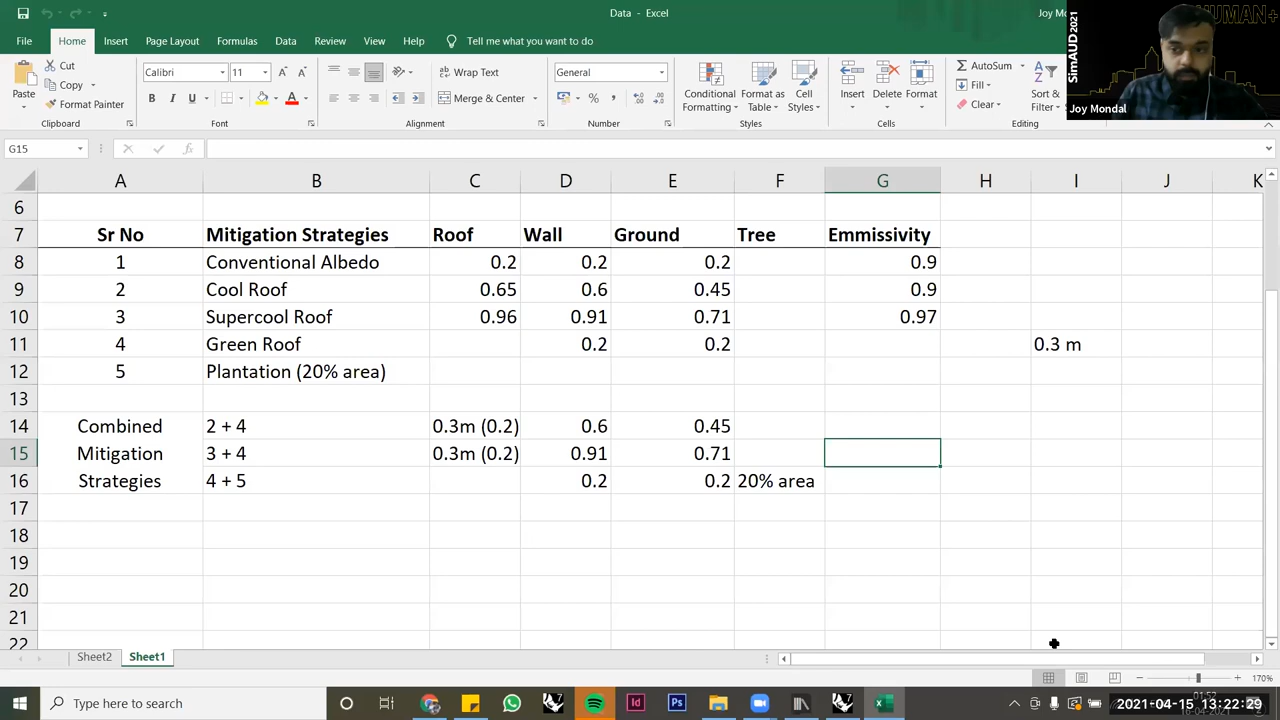 Data - Excel
Joy Mo
HUMAN+
SimAUD2021
Joy Mondal
File Home Insert Page Layout Formulas Data Review View Help Tell me what you want to do
Paste
Cut
Copy
Format Painter
Clipboard
Calibri 11
B I U
Font
Wrap Text
Merge & Center
Alignment
General
Number
Conditional Formatting
Format as Table
Cell Styles
Styles
Insert Delete Format
Cells
AutoSum
Fill
Clear
Sort & Filter
Editing
G15
A B C D E F G H I J K
6
7 Sr No Mitigation Strategies Roof Wall Ground Tree Emmissivity
8 1 Conventional Albedo 0.2 0.2 0.2 0.9
9 2 Cool Roof 0.65 0.6 0.45 0.9
10 3 Supercool Roof 0.96 0.91 0.71 0.97
11 4 Green Roof 0.2 0.2 0.3 m
12 5 Plantation (20% area)
13
14 Combined 2 + 4 0.3m (0.2) 0.6 0.45
15 Mitigation 3 + 4 0.3m (0.2) 0.91 0.71
16 Strategies 4 + 5 0.2 0.2 20% area
17
18
19
20
21
22
Sheet2 Sheet1
170%
Type here to search
01:52
2021-04-15 13:22:29